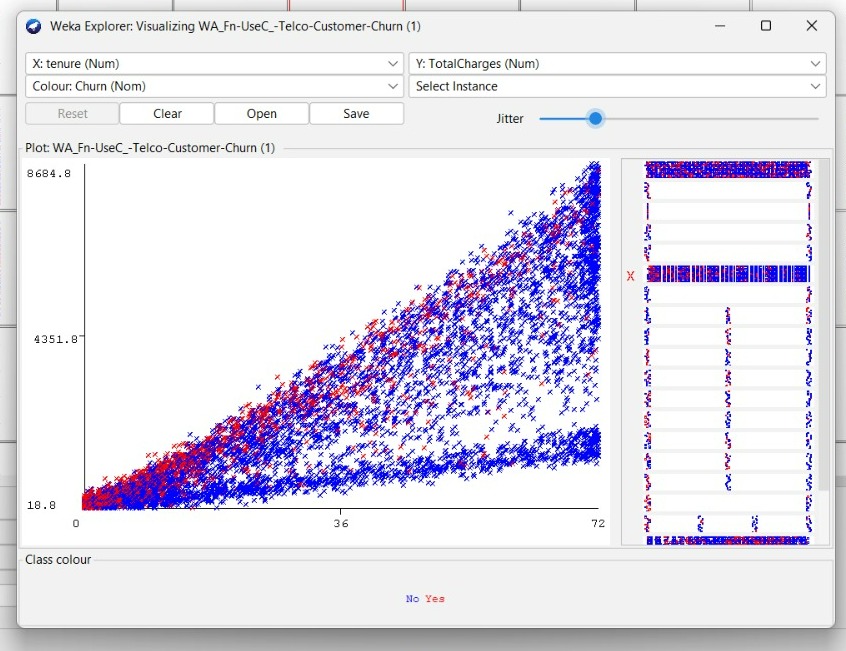 Weka Explorer: Visualizing WA_Fn-UseC_-Telco-Customer-Churn (1)
X: tenure (Num)
Y: TotalCharges (Num)
Colour: Churn (Nom)
Select Instance
Reset
Clear
Open
Save
Jitter
Plot: WA_Fn-UseC_-Telco-Customer-Churn (1)
8684.8
4351.8
18.8
0
36
72
X
Class colour
No Yes